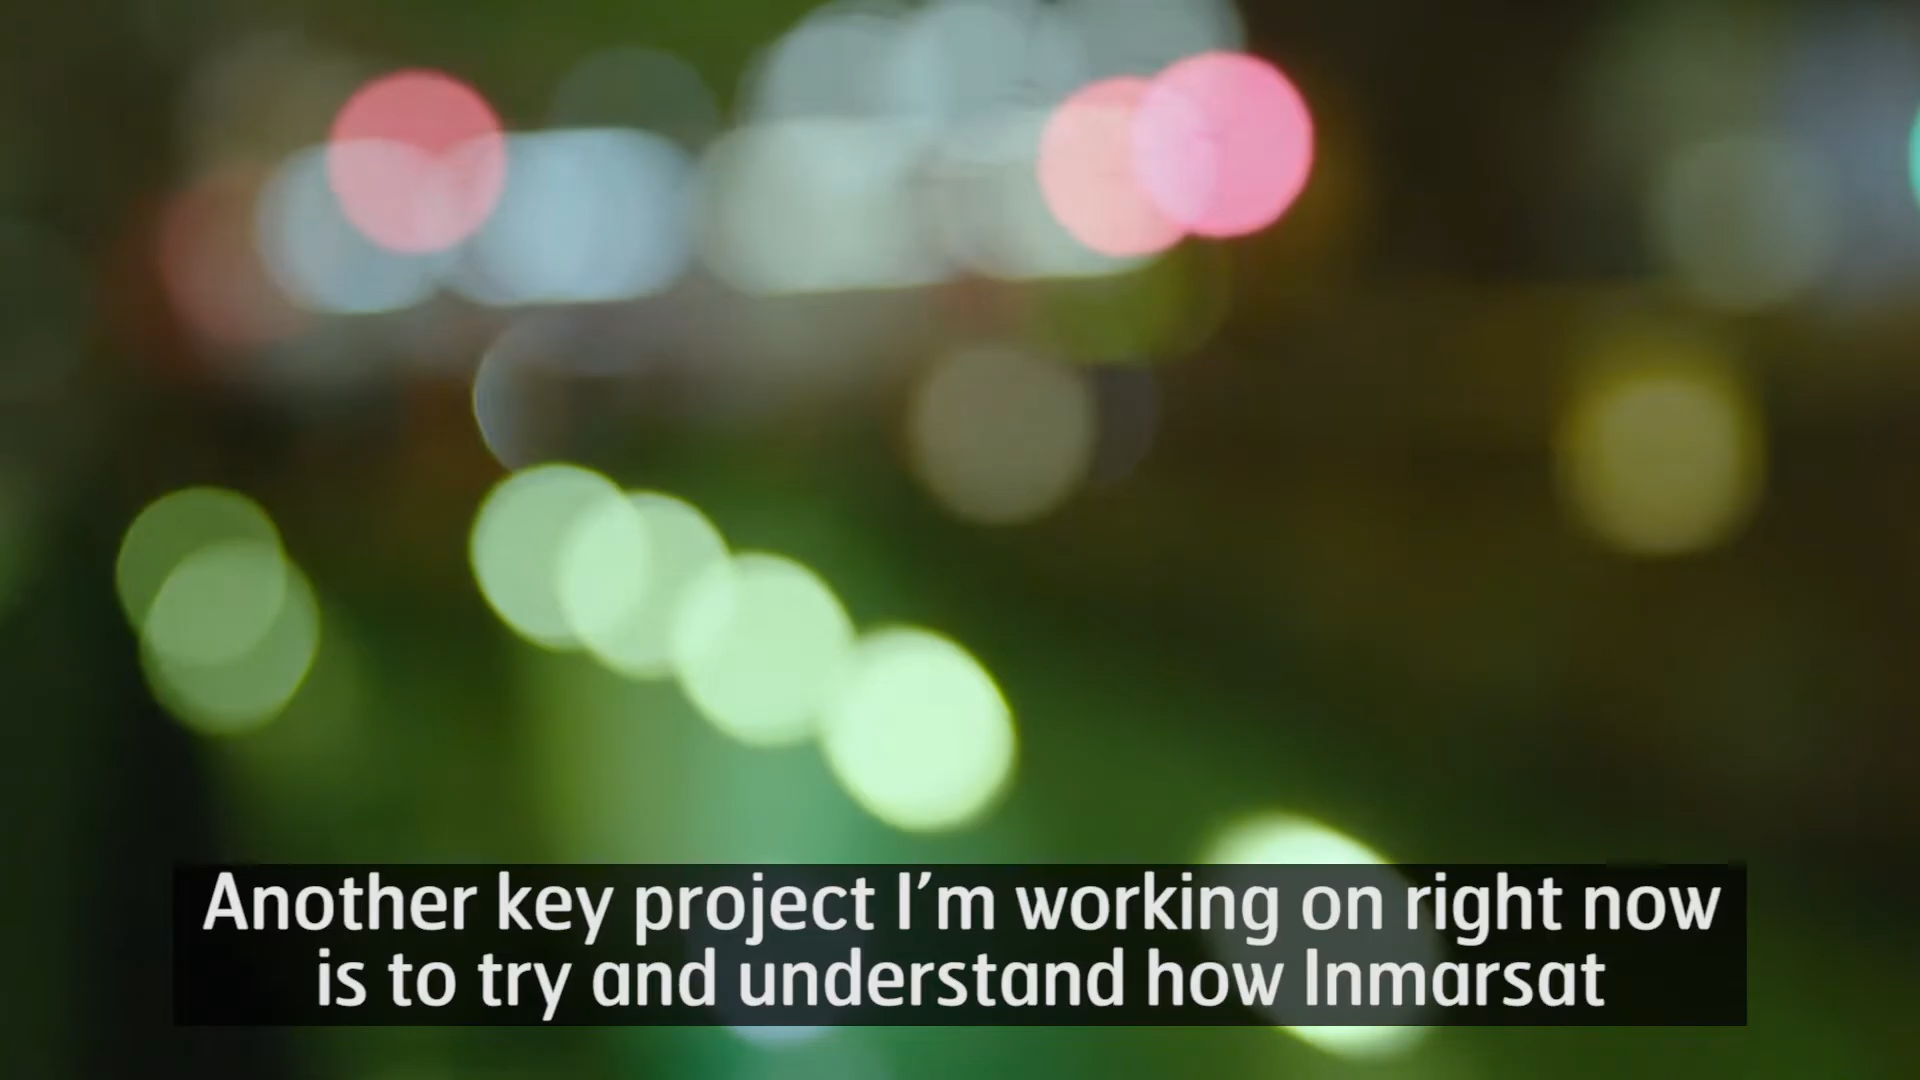 Another key project I'm working on right now
is to try and understand how Inmarsat